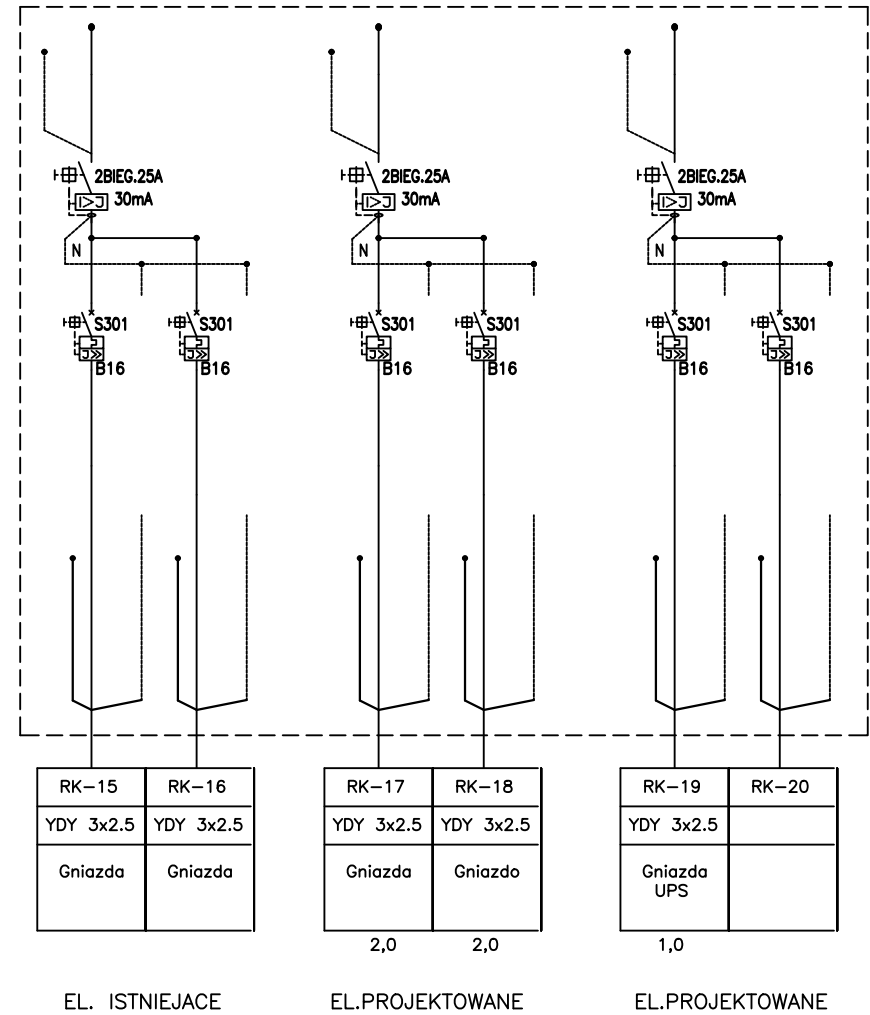 2BIEG.25A 2BIEG.25A 2BIEG.25A
30mA 30mA 30mA
N N N
S301 S301 S301 S301 S301 S301
B16 B16 B16 B16 B16 B16
RK-15 RK-16 RK-17 RK-18 RK-19 RK-20
YDY 3x2.5 YDY 3x2.5 YDY 3x2.5 YDY 3x2.5 YDY 3x2.5
Gniazda Gniazda Gniazda Gniazdo Gniazda
UPS
2,0 2,0 1,0
EL. ISTNIEJACE EL.PROJEKTOWANE EL.PROJEKTOWANE